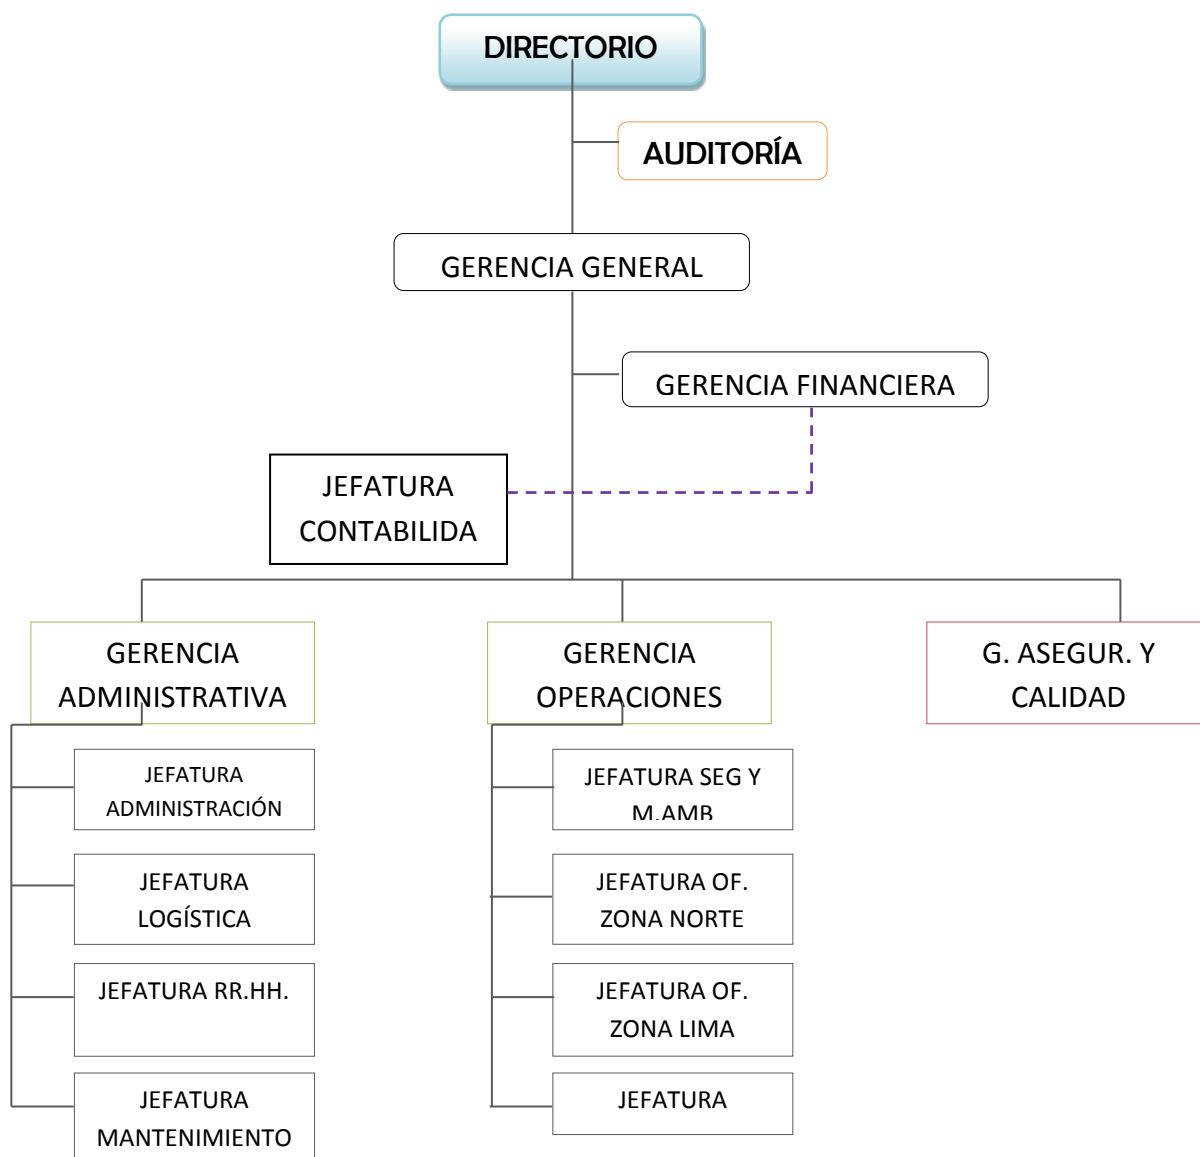 DIRECTORIO
AUDITORÍA
GERENCIA GENERAL
GERENCIA FINANCIERA
JEFATURA
CONTABILIDA
GERENCIA
ADMINISTRATIVA
GERENCIA
OPERACIONES
G. ASEGUR. Y
CALIDAD
JEFATURA
ADMINISTRACIÓN
JEFATURA
LOGÍSTICA
JEFATURA RR.HH.
JEFATURA
MANTENIMIENTO
JEFATURA SEG Y
M.AMB
JEFATURA OF.
ZONA NORTE
JEFATURA OF.
ZONA LIMA
JEFATURA